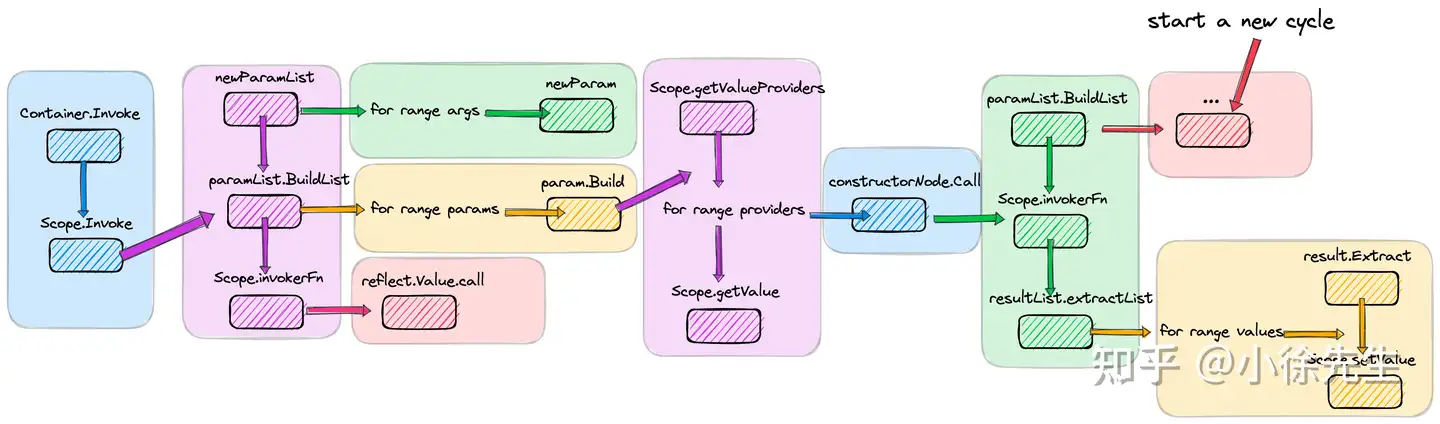 start a new cycle
Container.Invoke
Scope.Invoke
newParamList
for range args
newParam
paramList.BuildList
for range params
param.Build
Scope.invokerFn
reflect.Value.call
Scope.getValueProviders
for range providers
Scope.getValue
constructorNode.Call
paramList.BuildList
...
Scope.invokerFn
resultList.extractList
for range values
result.Extract
Scope.setValue
知乎 @小徐先生